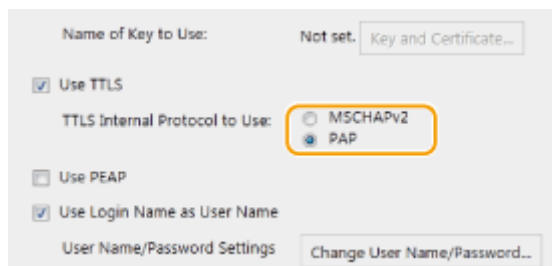 Name of Key to Use: Not set. Key and Certificate...
Use TTLS
TTLS Internal Protocol to Use: MSCHAPv2
PAP
Use PEAP
Use Login Name as User Name
User Name/Password Settings Change User Name/Password...